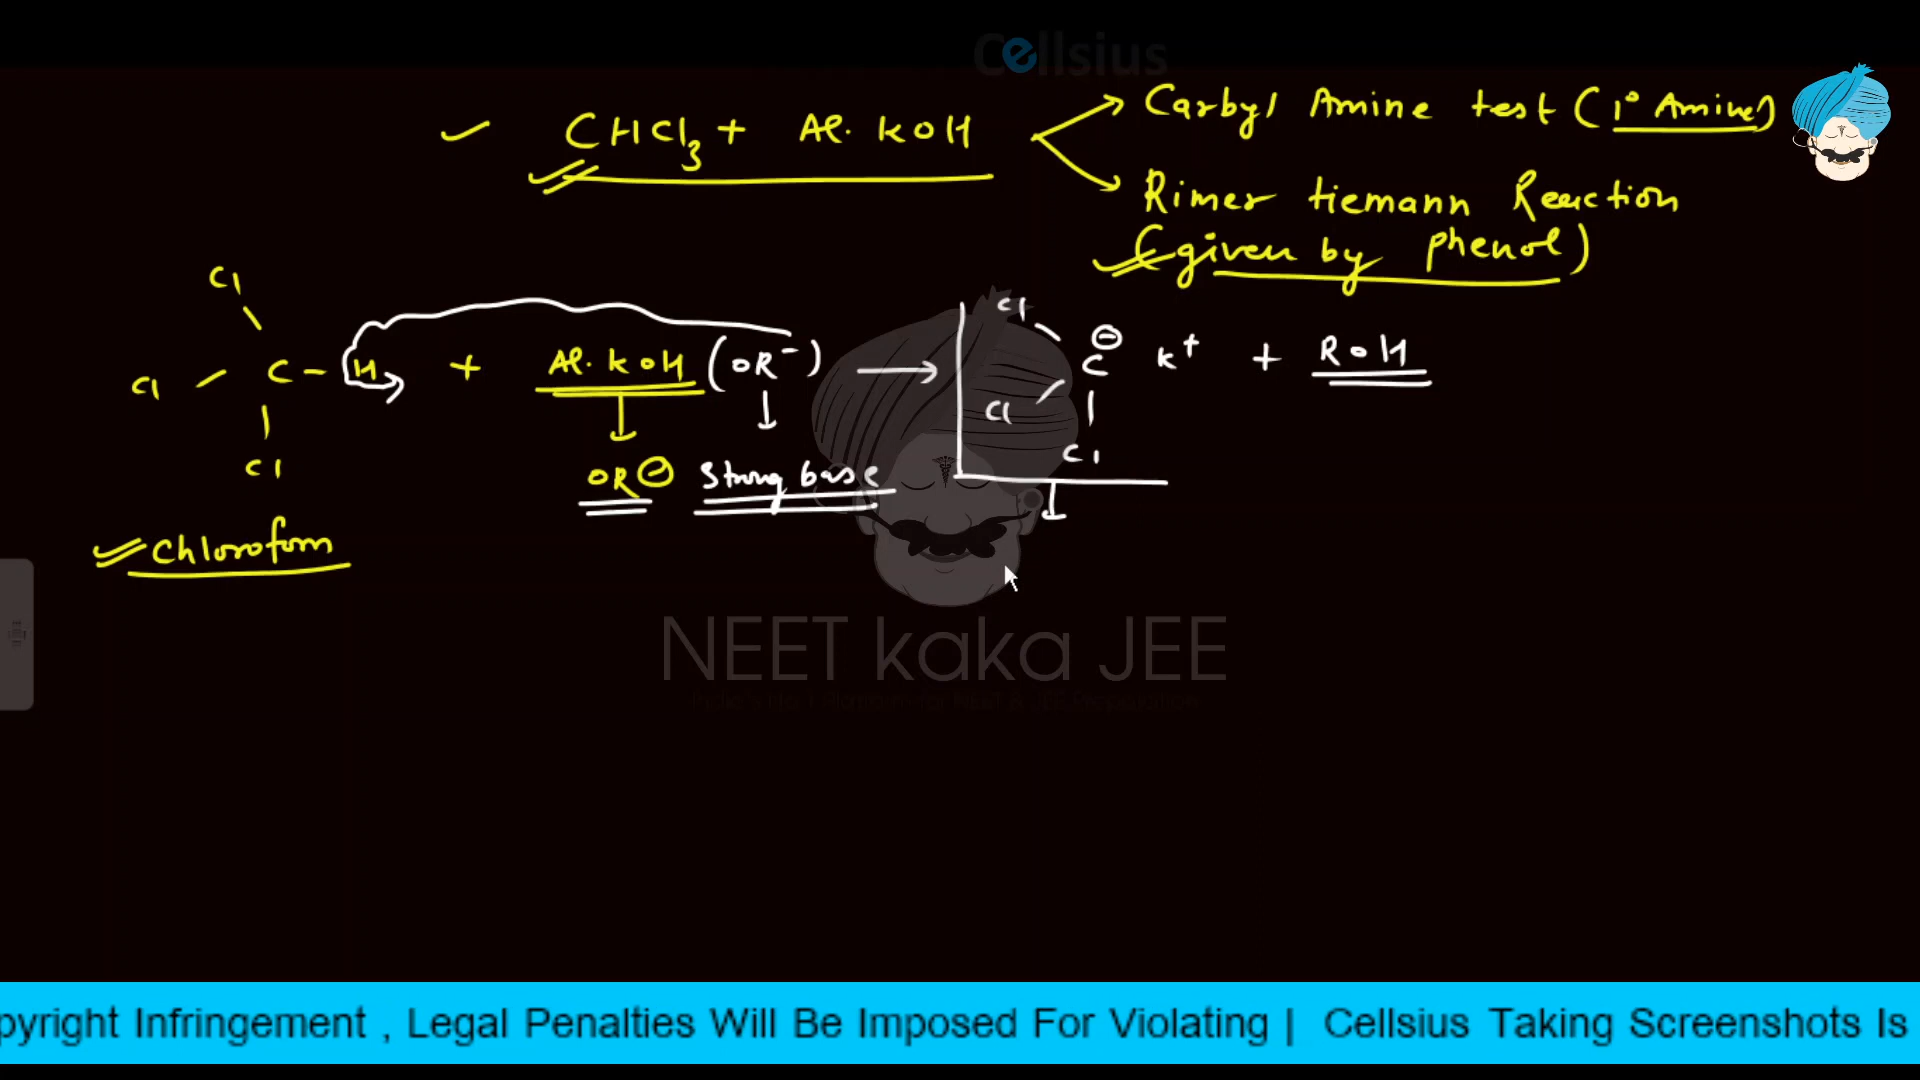 Cellsius
CHCl3 + Al. KOH
Carbyl Amine test (1° Amine)
Rimer tiemann Reaction
(given by phenol)
Cl
Cl
C - H + Al. KOH (OR-) → Cl C⊖ K+ + ROH
Cl
Cl
Cl
OR⊖ Strong base
Chloroform
NEET kaka JEE
pyright Infringement , Legal Penalties Will Be Imposed For Violating | Cellsius Taking Screenshots Is